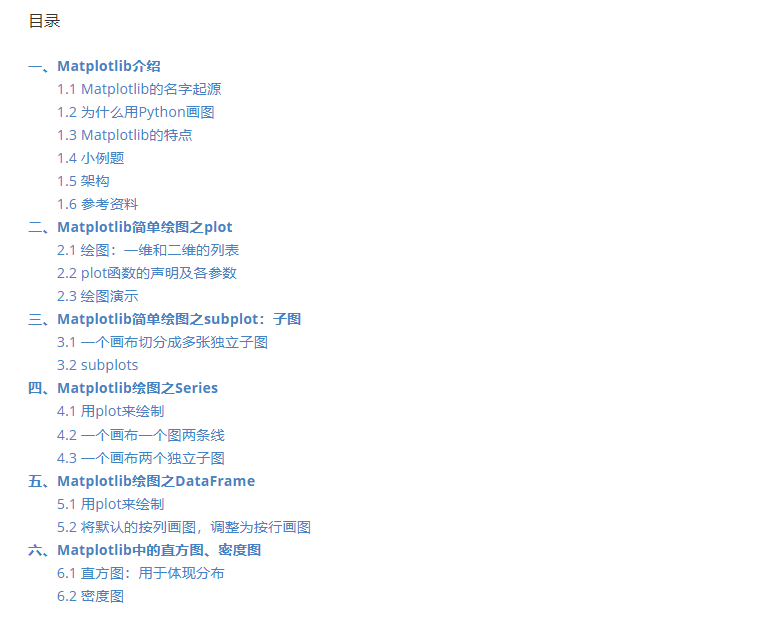 目录
一、Matplotlib介绍
1.1 Matplotlib的名字起源
1.2 为什么用Python画图
1.3 Matplotlib的特点
1.4 小例题
1.5 架构
1.6 参考资料
二、Matplotlib简单绘图之plot
2.1 绘图：一维和二维的列表
2.2 plot函数的声明及各参数
2.3 绘图演示
三、Matplotlib简单绘图之subplot：子图
3.1 一个画布切分成多张独立子图
3.2 subplots
四、Matplotlib绘图之Series
4.1 用plot来绘制
4.2 一个画布一个图两条线
4.3 一个画布两个独立子图
五、Matplotlib绘图之DataFrame
5.1 用plot来绘制
5.2 将默认的按列画图，调整为按行画图
六、Matplotlib中的直方图、密度图
6.1 直方图：用于体现分布
6.2 密度图